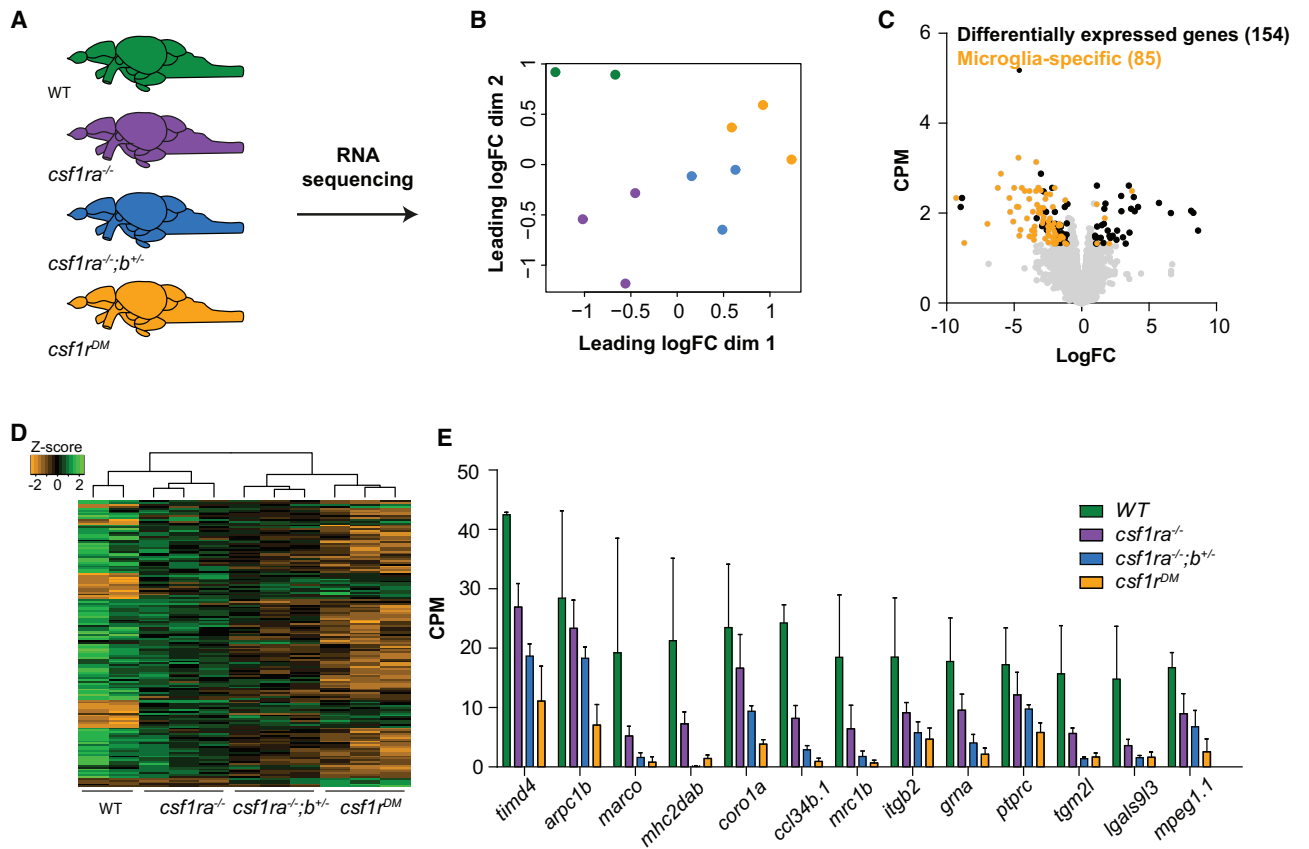 A
WT
csf1ra-/-
csf1ra-/-;b+/-
csf1rDM
RNA
sequencing
B
Leading logFC dim 2
1
0.5
0
−0.5
−1
−1
−0.5
0
0.5
1
Leading logFC dim 1
C
Differentially expressed genes (154)
Microglia-specific (85)
CPM
6
4
2
0
-10
-5
0
5
10
LogFC
D
Z-score
-2 0 2
WT
csf1ra-/-
csf1ra-/-;b+/-
csf1rDM
E
CPM
50
40
30
20
10
0
WT
csf1ra-/-
csf1ra-/-;b+/-
csf1rDM
timd4
arpc1b
marco
mhc2dab
coro1a
ccl34b.1
mrc1b
itgb2
grna
ptprc
tgm2l
lgals9l3
mpeg1.1